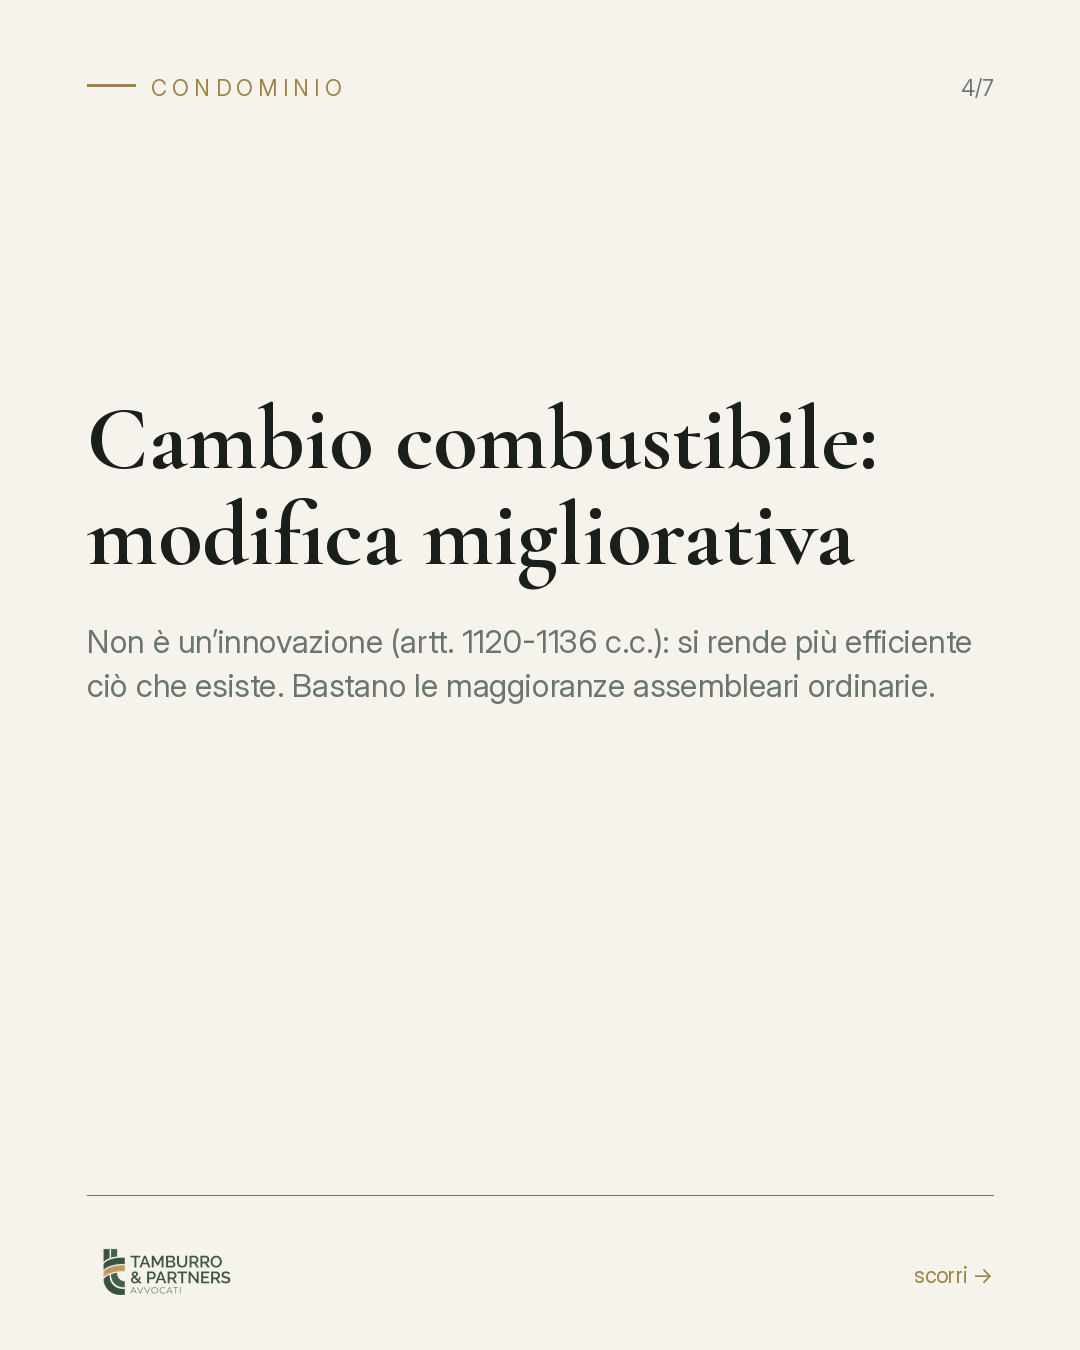 CONDOMINIO
4/7
Cambio combustibile:
modifica migliorativa
Non è un’innovazione (artt. 1120-1136 c.c.): si rende più efficiente
ciò che esiste. Bastano le maggioranze assembleari ordinarie.
TAMBURRO
& PARTNERS
AVVOCATI
scorri →